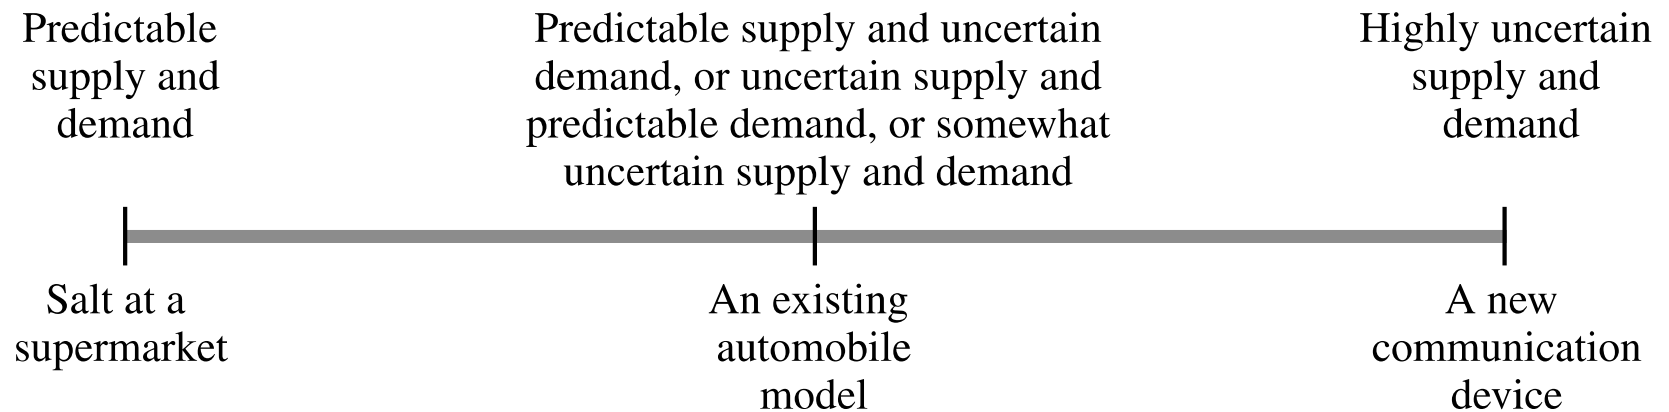 Predictable
supply and
demand
Predictable supply and uncertain
demand, or uncertain supply and
predictable demand, or somewhat
uncertain supply and demand
Highly uncertain
supply and
demand
Salt at a
supermarket
An existing
automobile
model
A new
communication
device